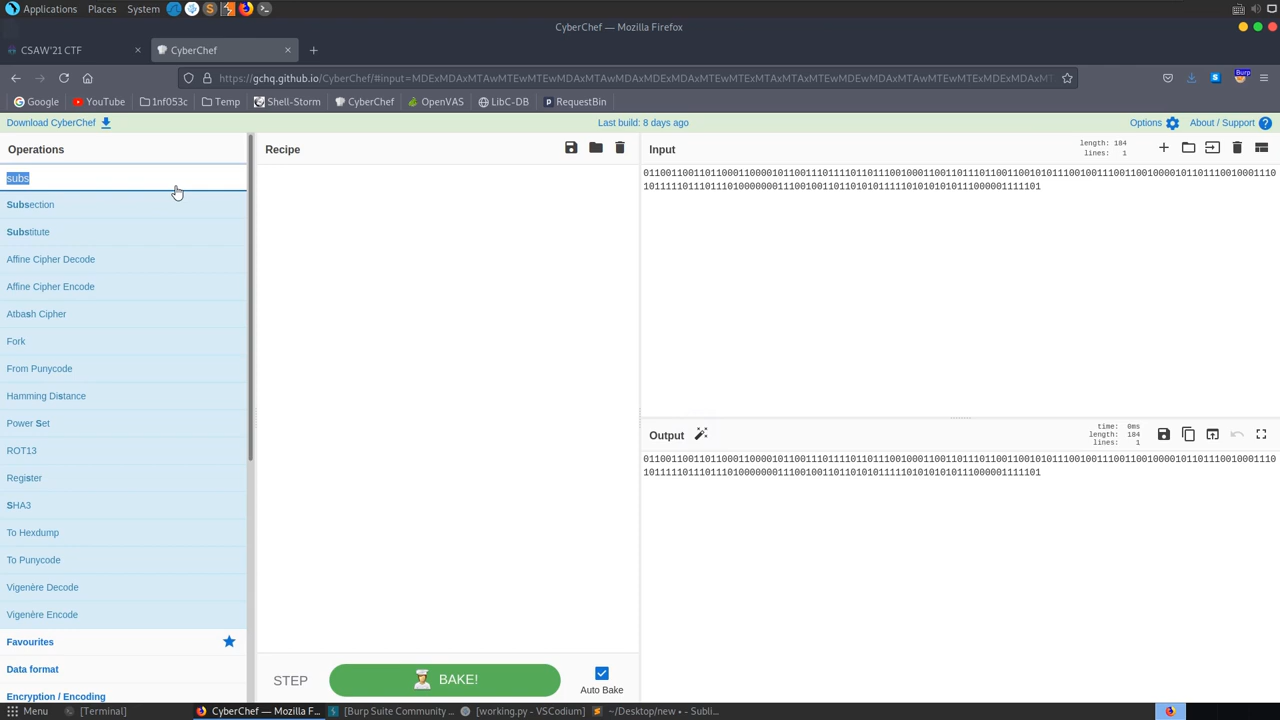 Applications Places System
CyberChef — Mozilla Firefox
CSAW'21 CTF
CyberChef
Burp
Google YouTube 1nf053c Temp Shell-Storm CyberChef OpenVAS LibC-DB RequestBin
Download CyberChef
Last build: 8 days ago
Options
About / Support
Operations
Recipe
Input
length: 184
lines: 1
subs
Subsection
Substitute
Affine Cipher Decode
Affine Cipher Encode
Atbash Cipher
Fork
From Punycode
Hamming Distance
Power Set
ROT13
Register
SHA3
To Hexdump
To Punycode
Vigenère Decode
Vigenère Encode
Favourites
Data format
Encryption / Encoding
Output
time: 0ms
length: 184
lines: 1
STEP
BAKE!
Auto Bake
Menu
[Terminal]
CyberChef — Mozilla F...
[Burp Suite Community ...
[working.py - VSCodium]
~/Desktop/new • - Subli...